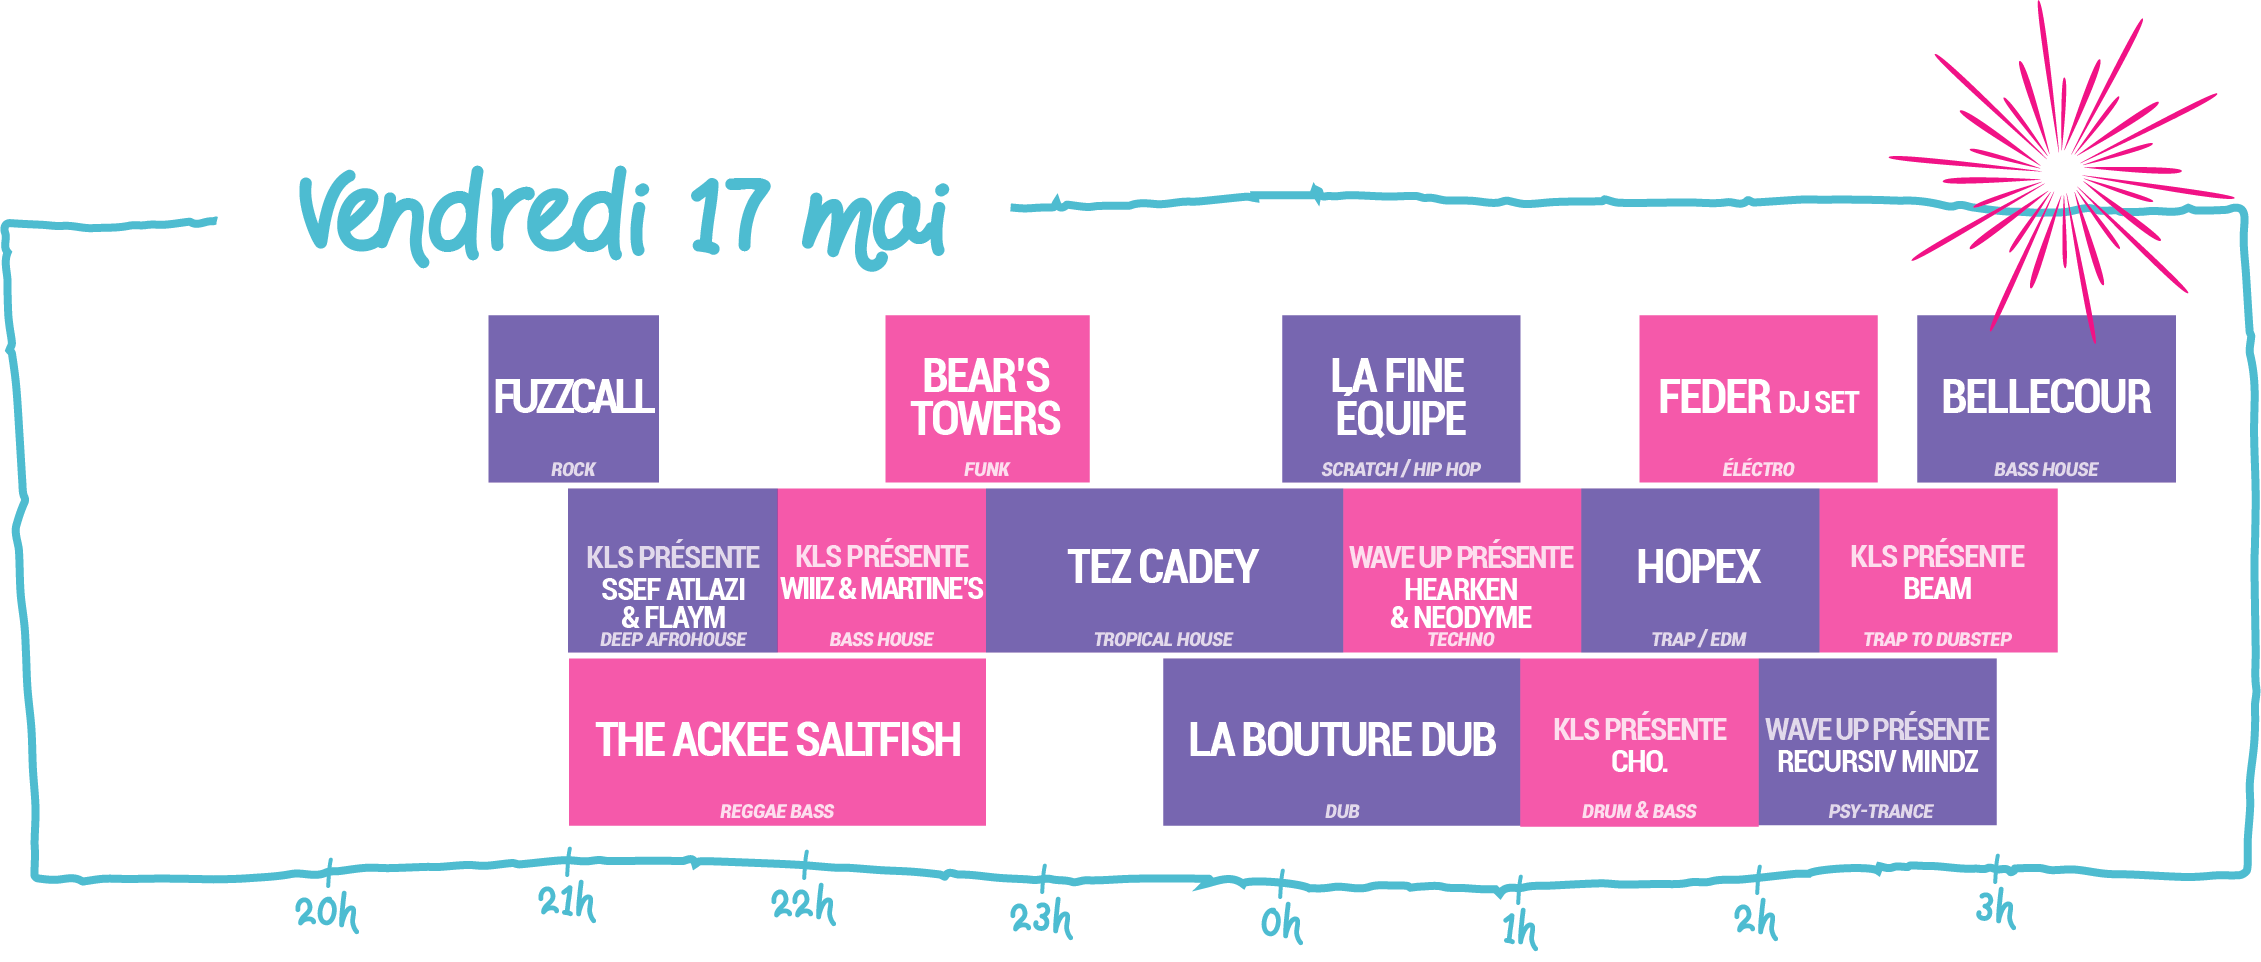 Vendredi 17 mai
FUZZCALL
ROCK
BEAR'S
TOWERS
FUNK
LA FINE
ÉQUIPE
SCRATCH / HIP HOP
FEDER DJ SET
ÉLÉCTRO
BELLECOUR
BASS HOUSE
KLS PRÉSENTE
SSEF ATLAZI
& FLAYM
DEEP AFROHOUSE
KLS PRÉSENTE
WIIIZ & MARTINE'S
BASS HOUSE
TEZ CADEY
TROPICAL HOUSE
WAVE UP PRÉSENTE
HEARKEN
& NEODYME
TECHNO
HOPEX
TRAP / EDM
KLS PRÉSENTE
BEAM
TRAP TO DUBSTEP
THE ACKEE SALTFISH
REGGAE BASS
LA BOUTURE DUB
DUB
KLS PRÉSENTE
CHO.
DRUM & BASS
WAVE UP PRÉSENTE
RECURSIV MINDZ
PSY-TRANCE
20h 21h 22h 23h 0h 1h 2h 3h